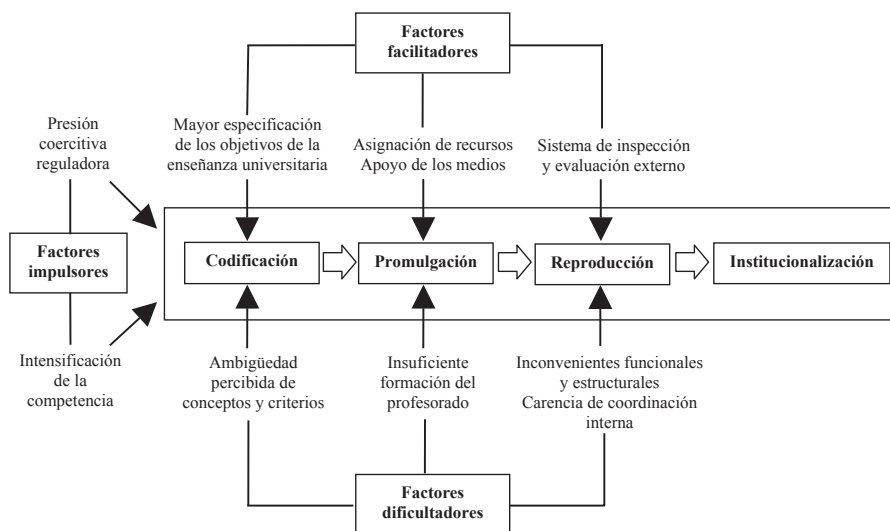 Factores
facilitadores
Presión
coercitiva
reguladora
Mayor especificación
de los objetivos de la
enseñanza universitaria
Asignación de recursos
Apoyo de los medios
Sistema de inspección
y evaluación externo
Factores
impulsores
Codificación
Promulgación
Reproducción
Institucionalización
Intensificación
de la
competencia
Ambigüedad
percibida de
conceptos y criterios
Insuficiente
formación del
profesorado
Inconvenientes funcionales
y estructurales
Carencia de coordinación
interna
Factores
dificultadores